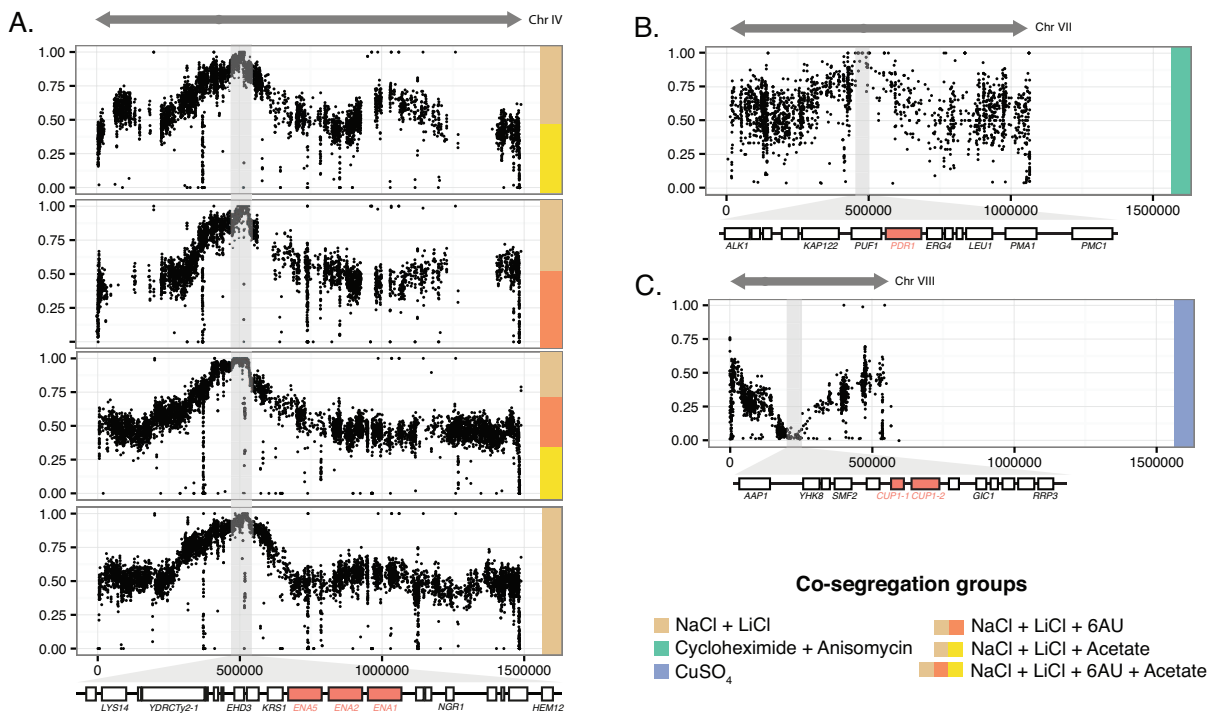 A.
Chr IV
1.00
0.75
0.50
0.25
0.00
1.00
0.75
0.50
0.25
1.00
0.75
0.50
0.25
0.00
1.00
0.75
0.50
0.25
0.00
0 500000 1000000 1500000
LYS14 YDRCTy2-1 EHD3 KRS1 ENA5 ENA2 ENA1 NGR1 HEM12
B.
Chr VII
1.00
0.75
0.50
0.25
0.00
0 500000 1000000 1500000
ALK1 KAP122 PUF1 PDR1 ERG4 LEU1 PMA1 PMC1
C.
Chr VIII
1.00
0.75
0.50
0.25
0.00
0 500000 1000000 1500000
AAP1 YHK8 SMF2 CUP1-1 CUP1-2 GIC1 RRP3
Co-segregation groups
NaCl + LiCl
Cycloheximide + Anisomycin
CuSO4
NaCl + LiCl + 6AU
NaCl + LiCl + Acetate
NaCl + LiCl + 6AU + Acetate